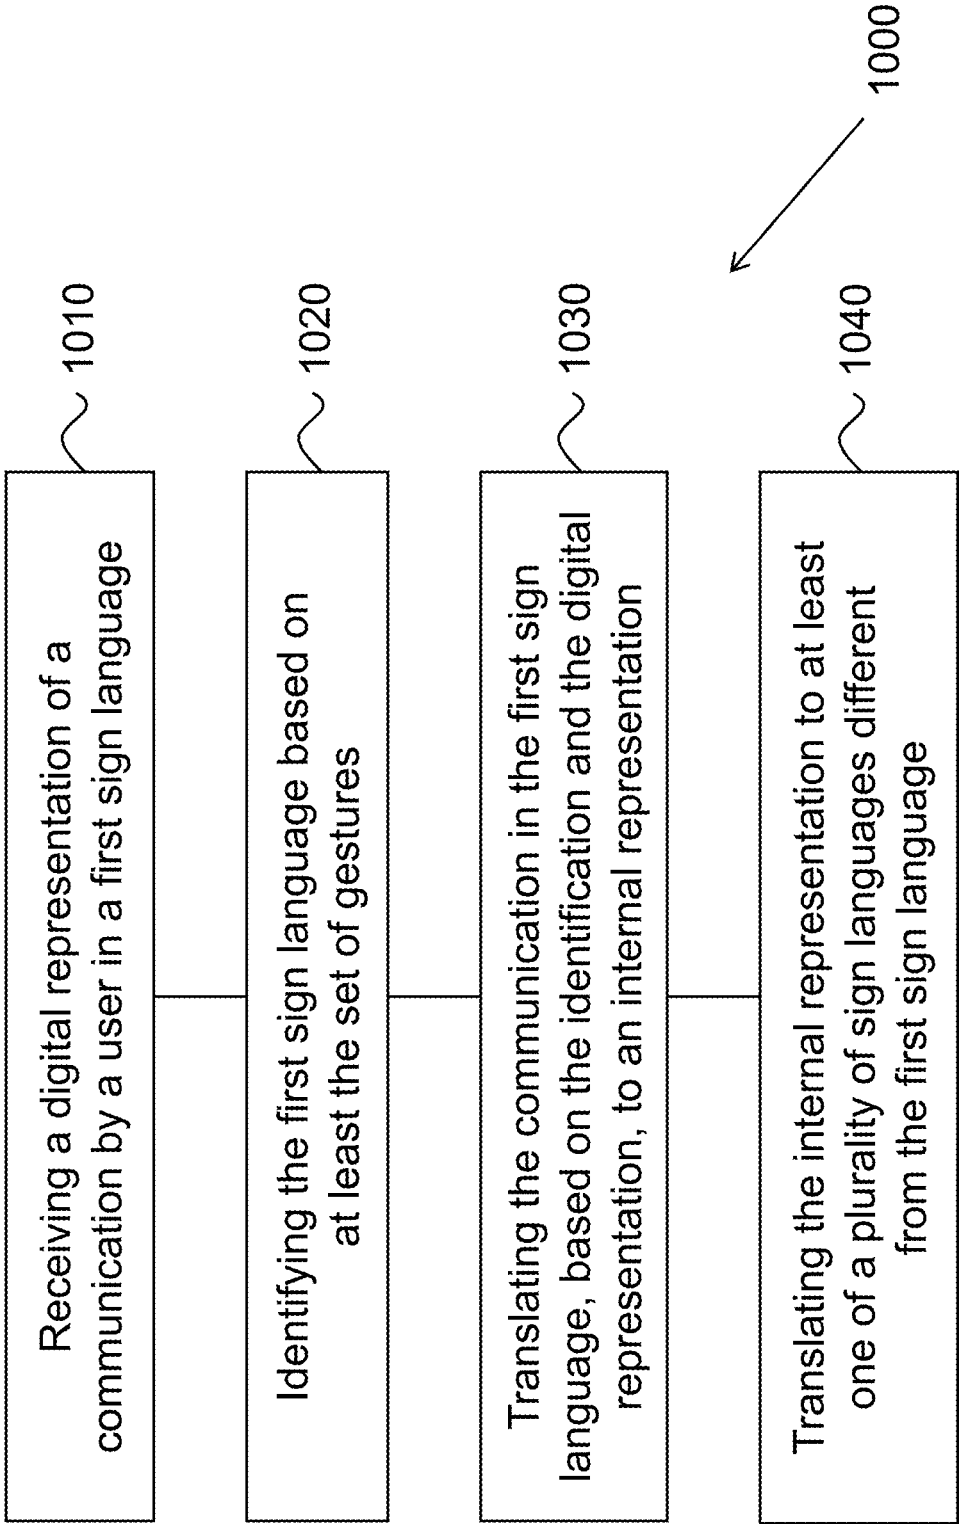 Receiving a digital representation of a
communication by a user in a first sign language
1010
Identifying the first sign language based on
at least the set of gestures
1020
Translating the communication in the first sign
language, based on the identification and the digital
representation, to an internal representation
1030
Translating the internal representation to at least
one of a plurality of sign languages different
from the first sign language
1040
1000